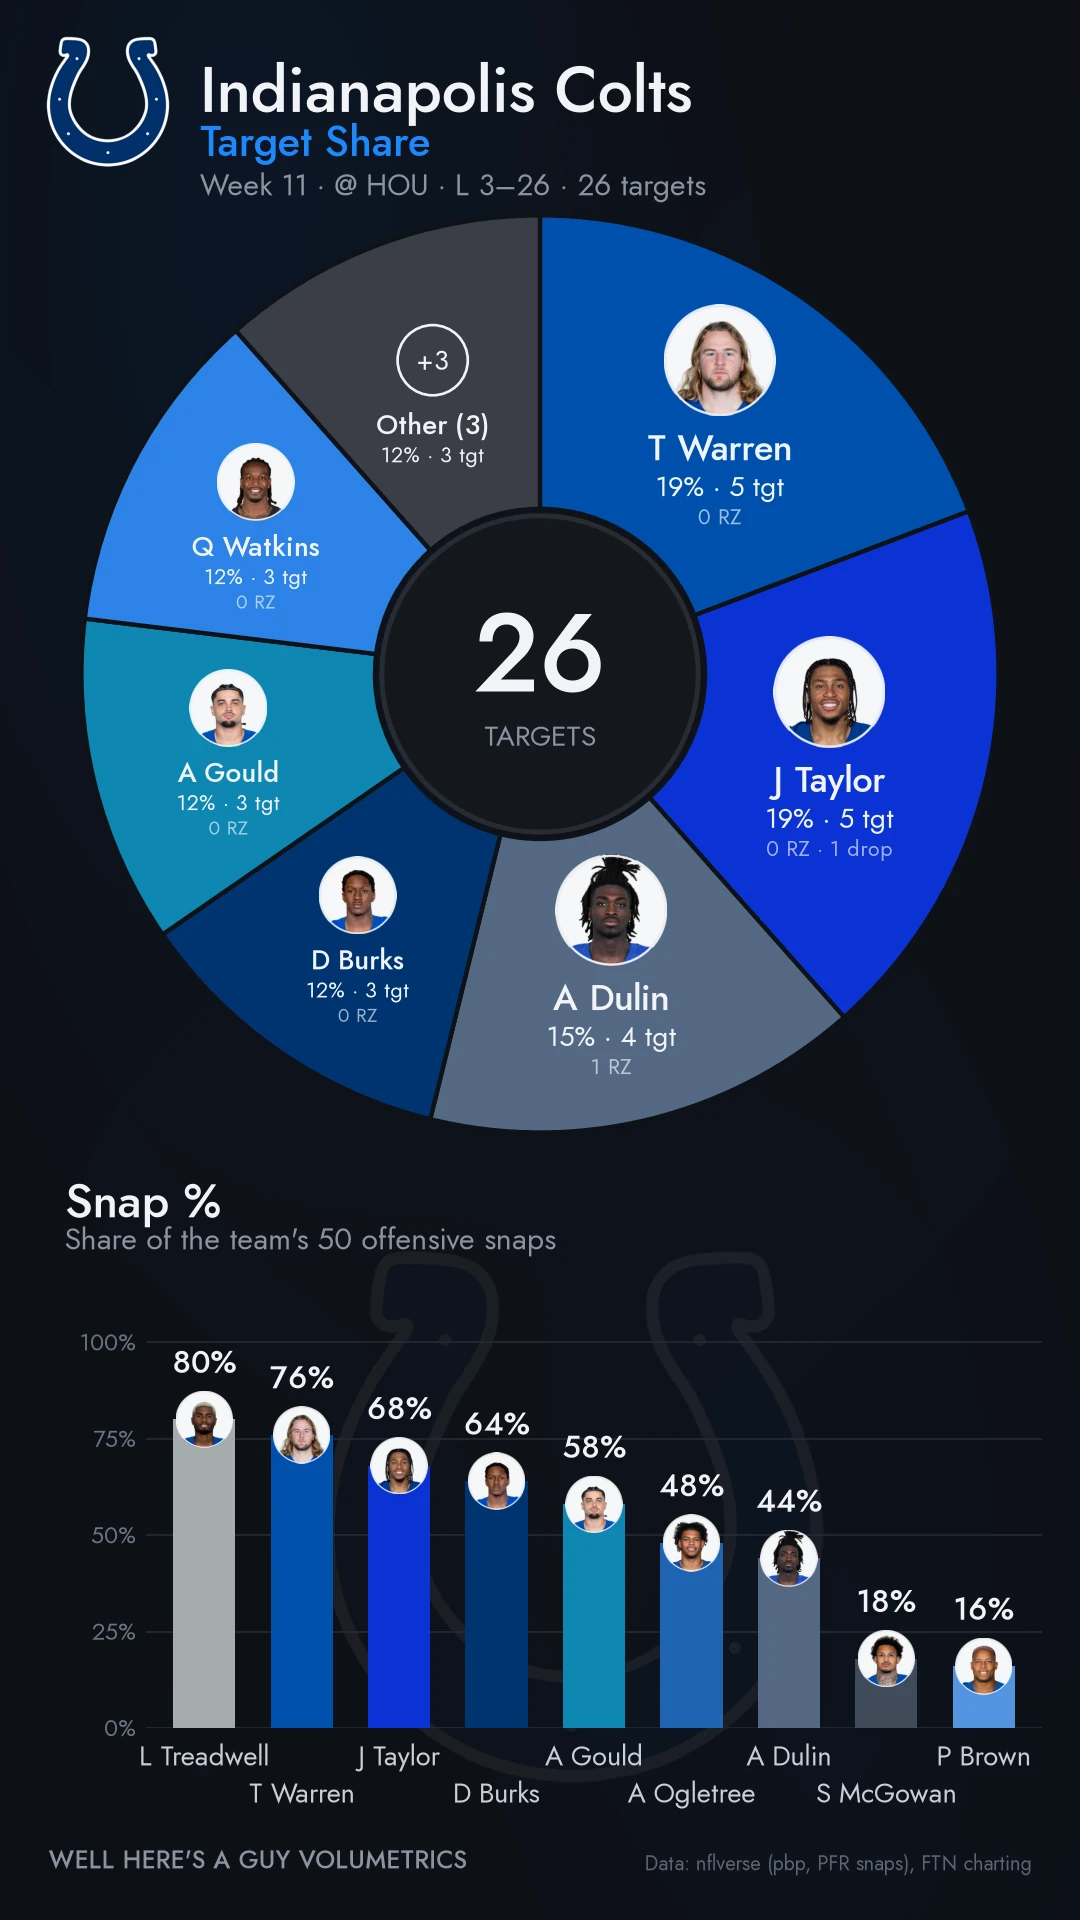 Indianapolis Colts
Target Share
Week 11 · @ HOU · L 3–26 · 26 targets
+3
Other (3)
12% · 3 tgt
T Warren
19% · 5 tgt
0 RZ
Q Watkins
12% · 3 tgt
0 RZ
26
TARGETS
J Taylor
19% · 5 tgt
0 RZ · 1 drop
A Gould
12% · 3 tgt
0 RZ
D Burks
12% · 3 tgt
0 RZ
A Dulin
15% · 4 tgt
1 RZ
Snap %
Share of the team's 50 offensive snaps
100%
75%
50%
25%
0%
80%
76%
68%
64%
58%
48%
44%
18%
16%
L Treadwell
T Warren
J Taylor
D Burks
A Gould
A Ogletree
A Dulin
S McGowan
P Brown
WELL HERE'S A GUY VOLUMETRICS
Data: nflverse (pbp, PFR snaps), FTN charting